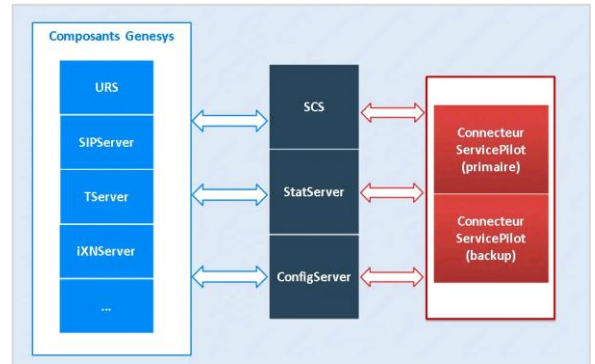 Composants Genesys
URS
SIPServer
TServer
iXNServer
...
SCS
StatServer
ConfigServer
Connecteur
ServicePilot
(primaire)
Connecteur
ServicePilot
(backup)